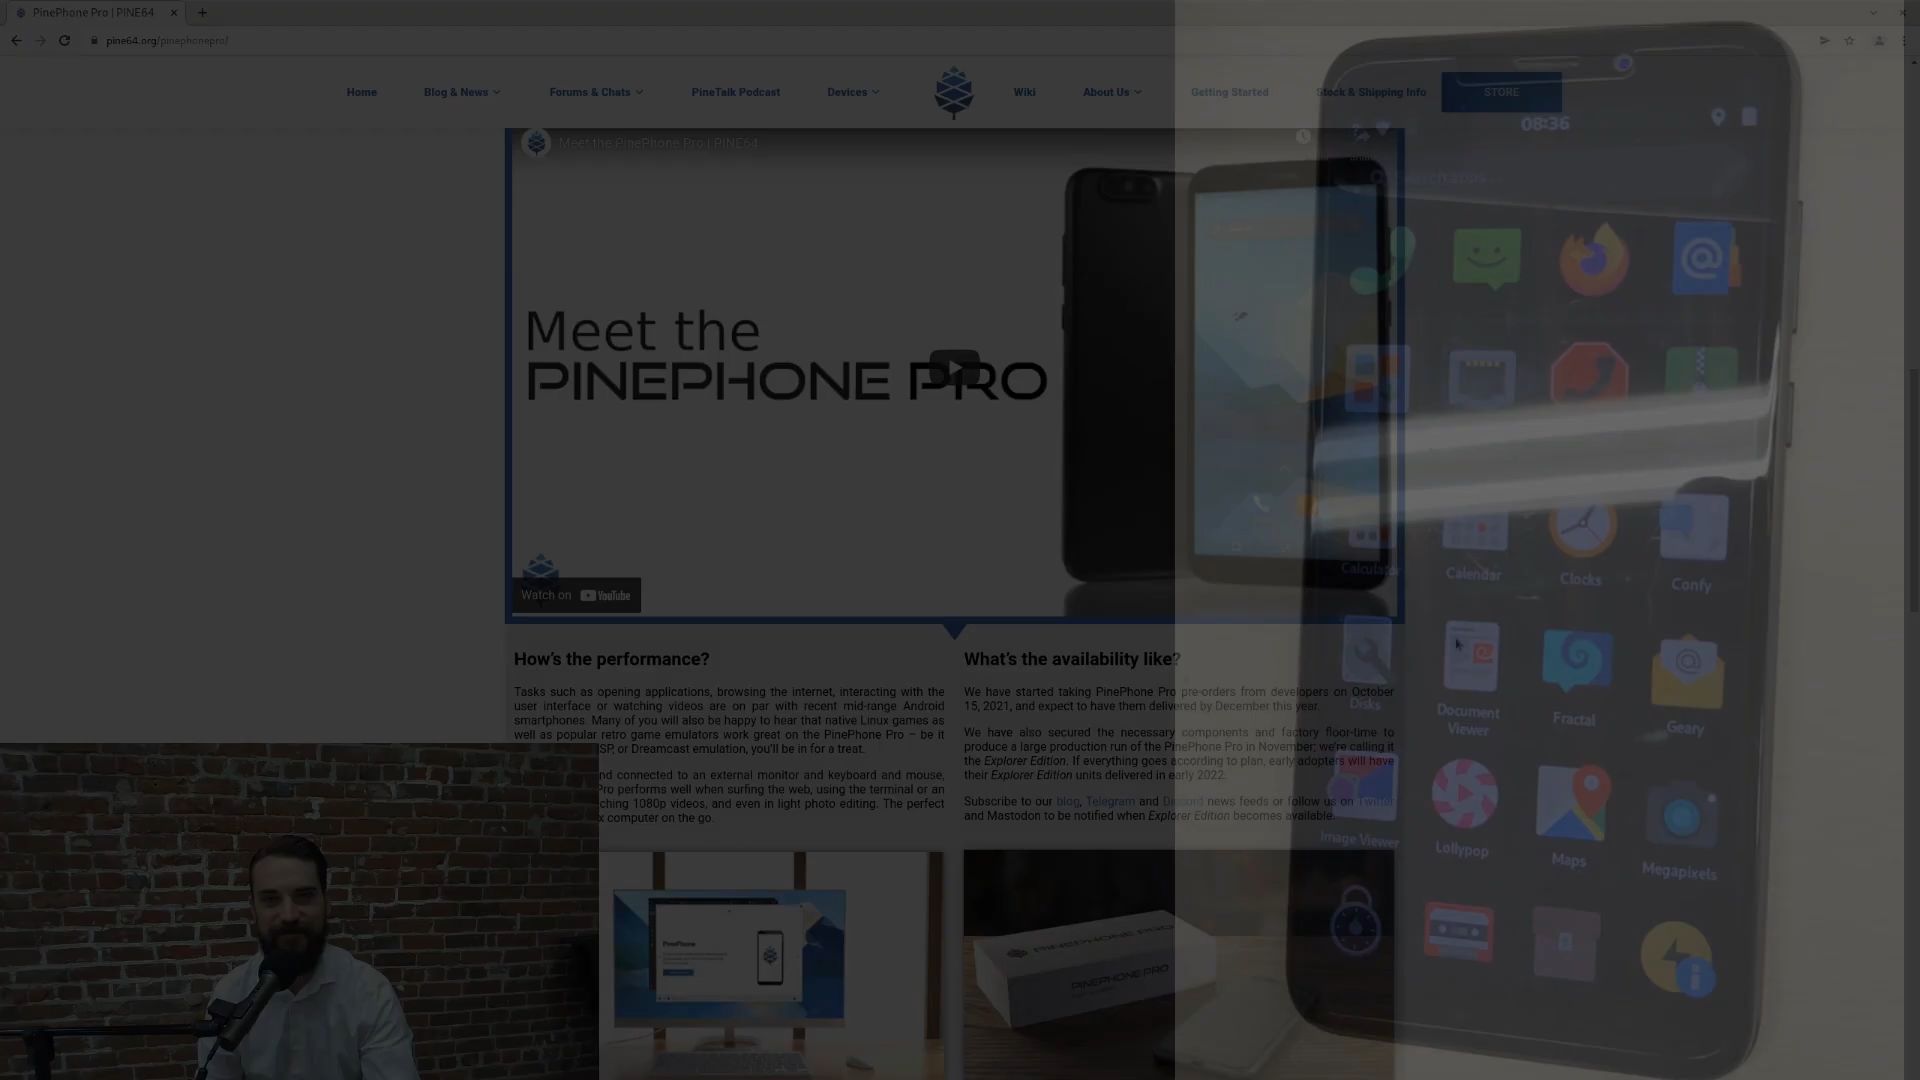 PinePhone Pro | PINE64
pine64.org/pinephonepro/
Home
Blog & News
Forums & Chats
PineTalk Podcast
Devices
Wiki
About Us
Getting Started
Stock & Shipping Info
STORE
08:36
Meet the PinePhone Pro | PINE64
Search apps...
Meet the
PINEPHONE PRO
Watch on YouTube
Calculator
Calendar
Clocks
Confy
Disks
Document
Viewer
Fractal
Geary
Image Viewer
Lollypop
Maps
Megapixels
How's the performance?
Tasks such as opening applications, browsing the internet, interacting with the
user interface or watching videos are on par with recent mid-range Android
smartphones. Many of you will also be happy to hear that native Linux games as
well as popular retro game emulators work great on the PinePhone Pro – be it
SP, or Dreamcast emulation, you'll be in for a treat.
nd connected to an external monitor and keyboard and mouse,
Pro performs well when surfing the web, using the terminal or an
ching 1080p videos, and even in light photo editing. The perfect
x computer on the go.
What's the availability like?
We have started taking PinePhone Pro pre-orders from developers on October
15, 2021, and expect to have them delivered by December this year.
We have also secured the necessary components and factory floor-time to
produce a large production run of the PinePhone Pro in November; we're calling it
the Explorer Edition. If everything goes according to plan, early adopters will have
their Explorer Edition units delivered in early 2022.
Subscribe to our blog, Telegram and Discord news feeds or follow us on Twitter
and Mastodon to be notified when Explorer Edition becomes available.
PinePhone
PINEPHONE PRO
PINEPHONE PRO